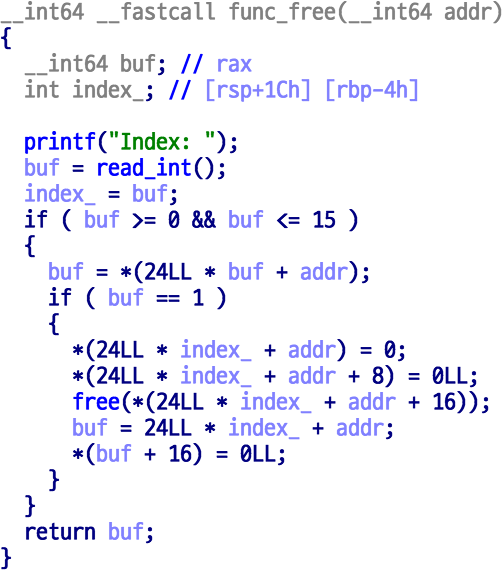 __int64 __fastcall func_free(__int64 addr)
{
  __int64 buf; // rax
  int index_; // [rsp+1Ch] [rbp-4h]

  printf("Index: ");
  buf = read_int();
  index_ = buf;
  if ( buf >= 0 && buf <= 15 )
  {
    buf = *(24LL * buf + addr);
    if ( buf == 1 )
    {
      *(24LL * index_ + addr) = 0;
      *(24LL * index_ + addr + 8) = 0LL;
      free(*(24LL * index_ + addr + 16));
      buf = 24LL * index_ + addr;
      *(buf + 16) = 0LL;
    }
  }
  return buf;
}